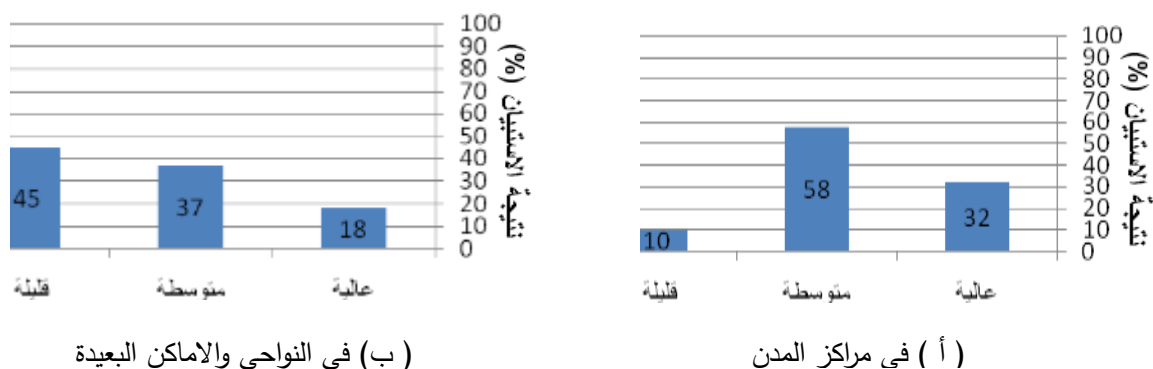 نتيجة الاستبيان (%)
100
90
80
70
60
50
40
30
20
10
0
32
58
10
عالية
متوسطة
قليلة
( أ ) في مراكز المدن
نتيجة الاستبيان (%)
100
90
80
70
60
50
40
30
20
10
0
18
37
45
عالية
متوسطة
قليلة
( ب) في النواحي والاماكن البعيدة